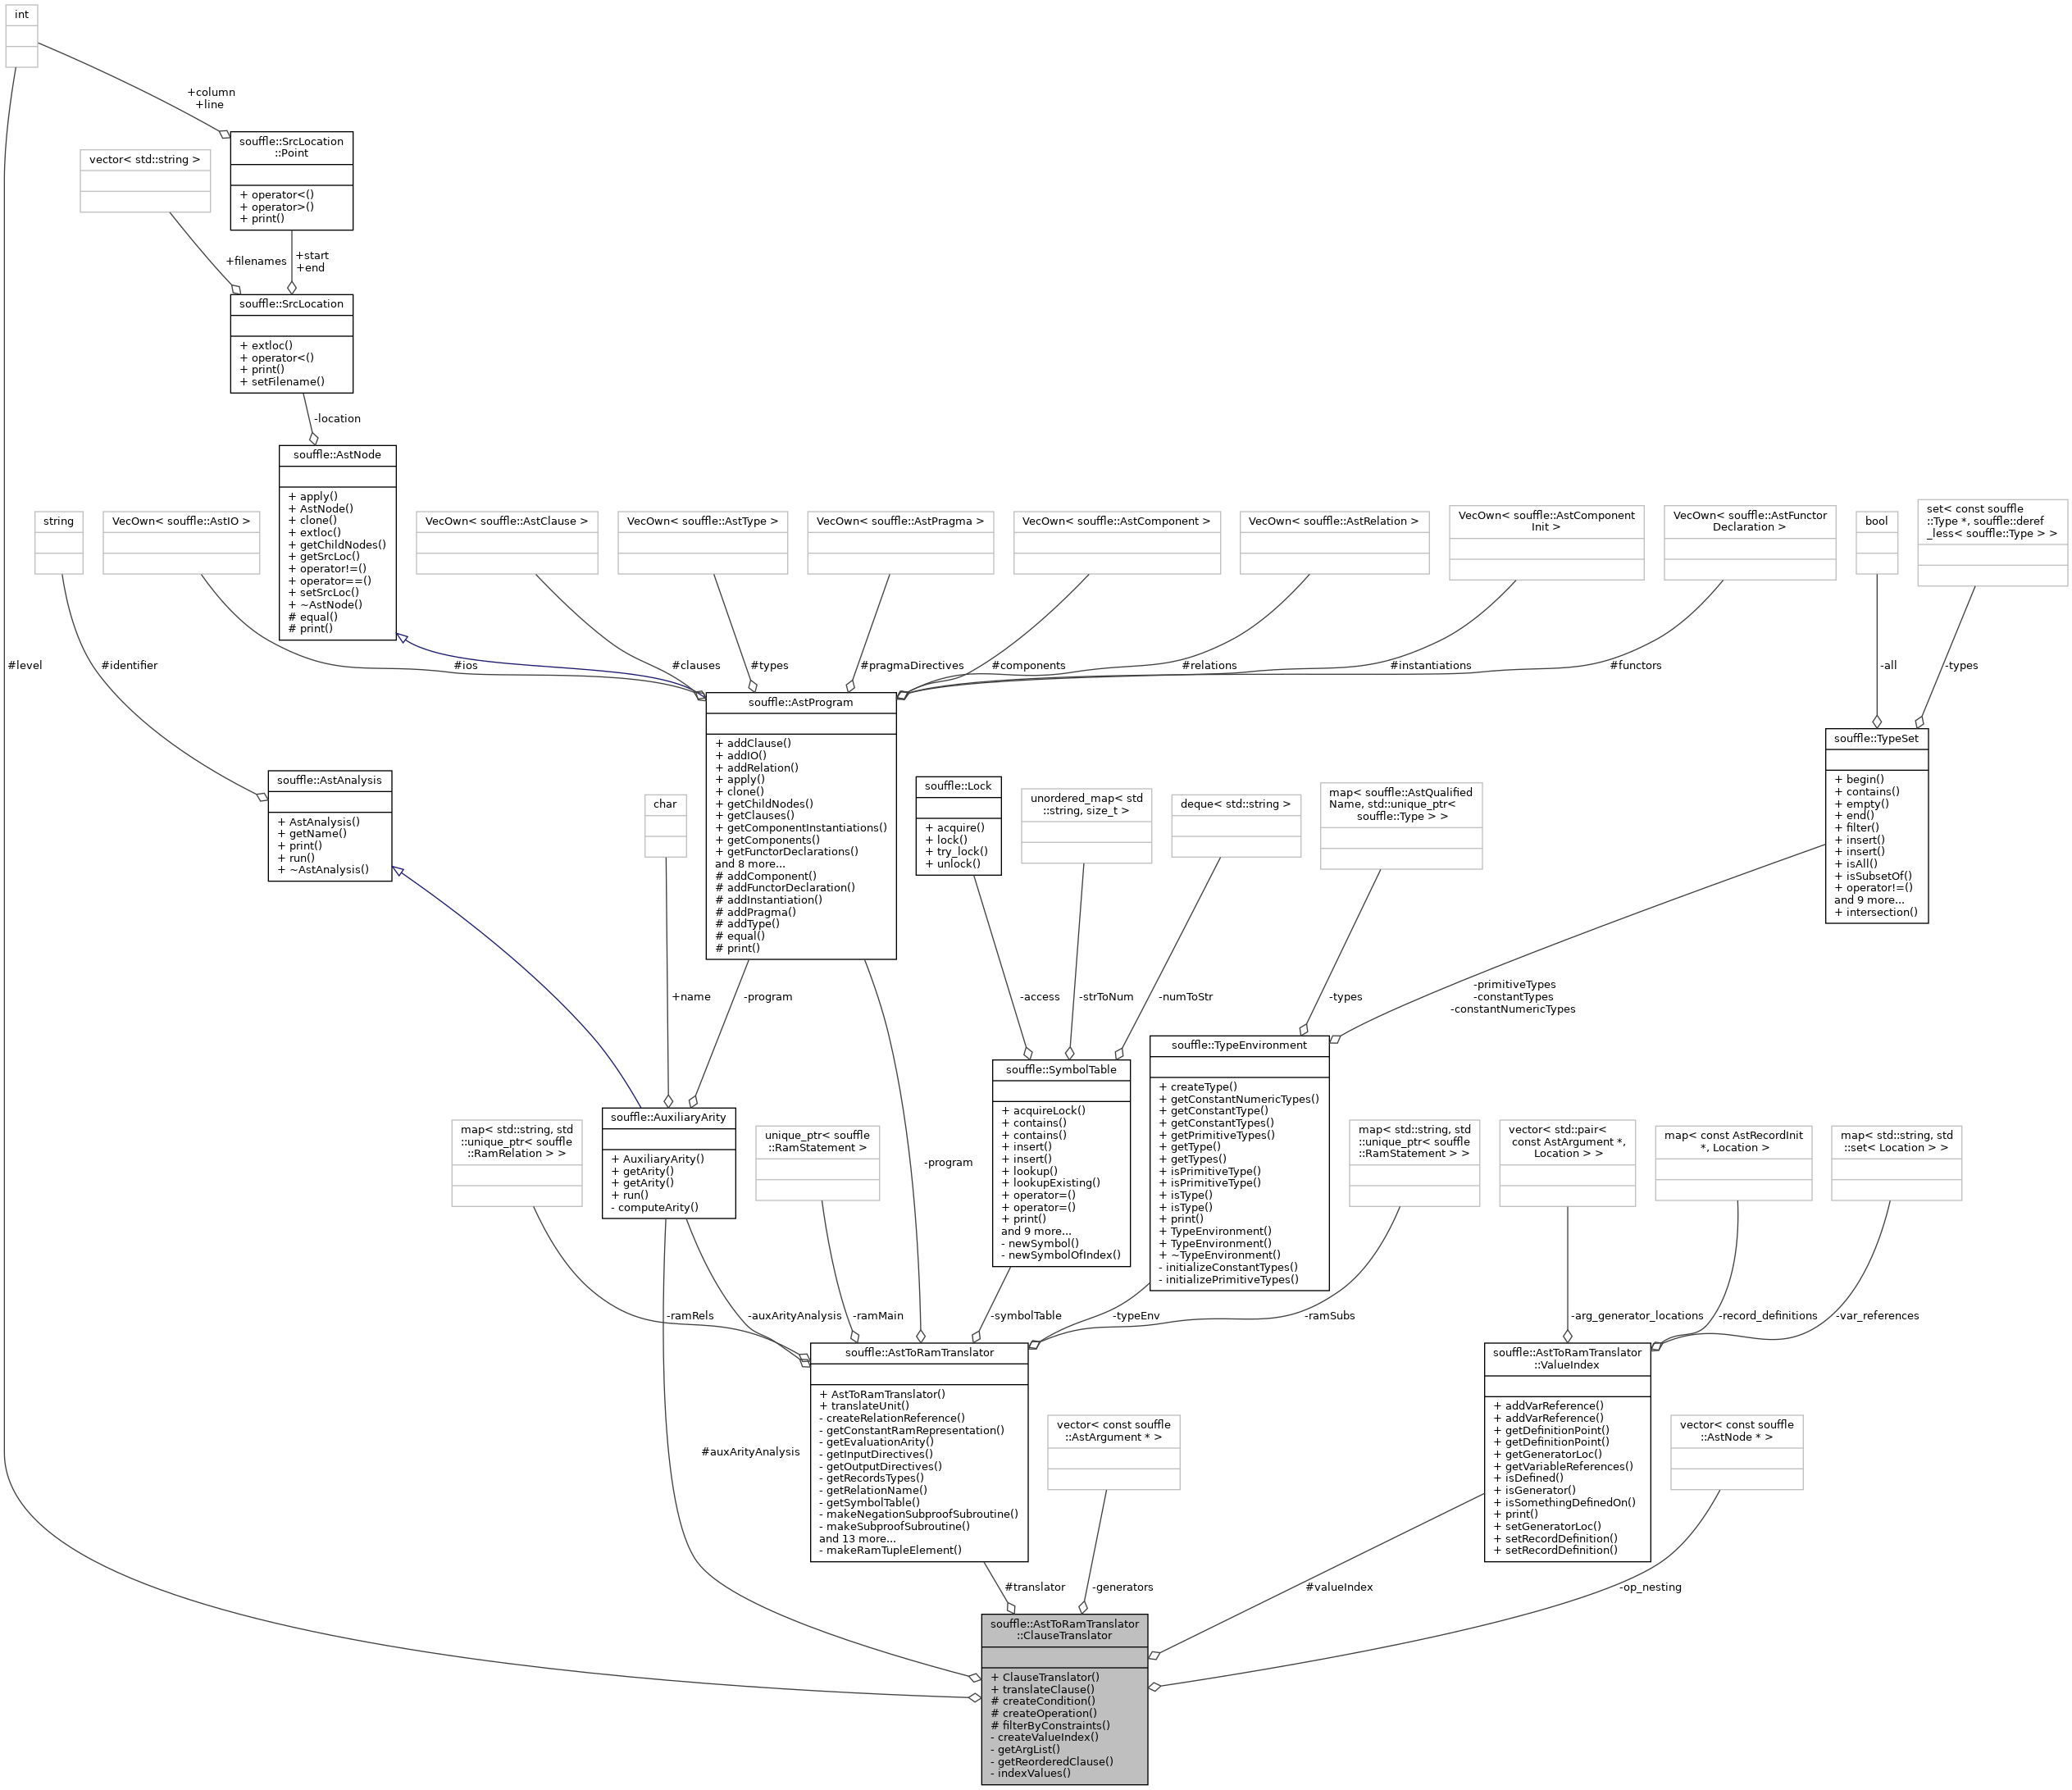 int
+column
+line
souffle::SrcLocation
::Point
+ operator<()
+ operator>()
+ print()
vector< std::string >
+filenames
+start
+end
souffle::SrcLocation
+ extloc()
+ operator<()
+ print()
+ setFilename()
-location
souffle::AstNode
+ apply()
+ AstNode()
+ clone()
+ extloc()
+ getChildNodes()
+ getSrcLoc()
+ operator!=()
+ operator==()
+ setSrcLoc()
+ ~AstNode()
# equal()
# print()
string
VecOwn< souffle::AstIO >
VecOwn< souffle::AstClause >
VecOwn< souffle::AstType >
VecOwn< souffle::AstPragma >
VecOwn< souffle::AstComponent >
VecOwn< souffle::AstRelation >
VecOwn< souffle::AstComponent
Init >
VecOwn< souffle::AstFunctor
Declaration >
bool
set< const souffle
::Type *, souffle::deref
_less< souffle::Type > >
#level
#identifier
#ios
#clauses
#types
#pragmaDirectives
#components
#relations
#instantiations
#functors
-all
-types
souffle::AstProgram
+ addClause()
+ addIO()
+ addRelation()
+ apply()
+ clone()
+ getChildNodes()
+ getClauses()
+ getComponentInstantiations()
+ getComponents()
+ getFunctorDeclarations()
and 8 more...
# addComponent()
# addFunctorDeclaration()
# addInstantiation()
# addPragma()
# addType()
# equal()
# print()
souffle::TypeSet
+ begin()
+ contains()
+ empty()
+ end()
+ filter()
+ insert()
+ insert()
+ isAll()
+ isSubsetOf()
+ operator!=()
and 9 more...
+ intersection()
souffle::AstAnalysis
+ AstAnalysis()
+ getName()
+ print()
+ run()
+ ~AstAnalysis()
char
souffle::Lock
+ acquire()
+ lock()
+ try_lock()
+ unlock()
unordered_map< std
::string, size_t >
deque< std::string >
map< souffle::AstQualified
Name, std::unique_ptr<
souffle::Type > >
+name
-program
-access
-strToNum
-numToStr
-types
-primitiveTypes
-constantTypes
-constantNumericTypes
souffle::TypeEnvironment
+ createType()
+ getConstantNumericTypes()
+ getConstantType()
+ getConstantTypes()
+ getPrimitiveTypes()
+ getType()
+ getTypes()
+ isPrimitiveType()
+ isPrimitiveType()
+ isType()
+ isType()
+ print()
+ TypeEnvironment()
+ TypeEnvironment()
+ ~TypeEnvironment()
- initializeConstantTypes()
- initializePrimitiveTypes()
souffle::SymbolTable
+ acquireLock()
+ contains()
+ contains()
+ insert()
+ insert()
+ lookup()
+ lookupExisting()
+ operator=()
+ operator=()
+ print()
and 9 more...
- newSymbol()
- newSymbolOfIndex()
map< std::string, std
::unique_ptr< souffle
::RamRelation > >
souffle::AuxiliaryArity
+ AuxiliaryArity()
+ getArity()
+ getArity()
+ run()
- computeArity()
unique_ptr< souffle
::RamStatement >
-program
map< std::string, std
::unique_ptr< souffle
::RamStatement > >
vector< std::pair<
const AstArgument *,
Location > >
map< const AstRecordInit
*, Location >
map< std::string, std
::set< Location > >
-ramRels
-auxArityAnalysis
-ramMain
-symbolTable
-typeEnv
-ramSubs
-arg_generator_locations
-record_definitions
-var_references
souffle::AstToRamTranslator
+ AstToRamTranslator()
+ translateUnit()
- createRelationReference()
- getConstantRamRepresentation()
- getEvaluationArity()
- getInputDirectives()
- getOutputDirectives()
- getRecordsTypes()
- getRelationName()
- getSymbolTable()
- makeNegationSubproofSubroutine()
- makeSubproofSubroutine()
and 13 more...
- makeRamTupleElement()
souffle::AstToRamTranslator
::ValueIndex
+ addVarReference()
+ addVarReference()
+ getDefinitionPoint()
+ getDefinitionPoint()
+ getGeneratorLoc()
+ getVariableReferences()
+ isDefined()
+ isGenerator()
+ isSomethingDefinedOn()
+ print()
+ setGeneratorLoc()
+ setRecordDefinition()
+ setRecordDefinition()
#auxArityAnalysis
vector< const souffle
::AstArgument * >
vector< const souffle
::AstNode * >
#translator
-generators
#valueIndex
-op_nesting
souffle::AstToRamTranslator
::ClauseTranslator
+ ClauseTranslator()
+ translateClause()
# createCondition()
# createOperation()
# filterByConstraints()
- createValueIndex()
- getArgList()
- getReorderedClause()
- indexValues()